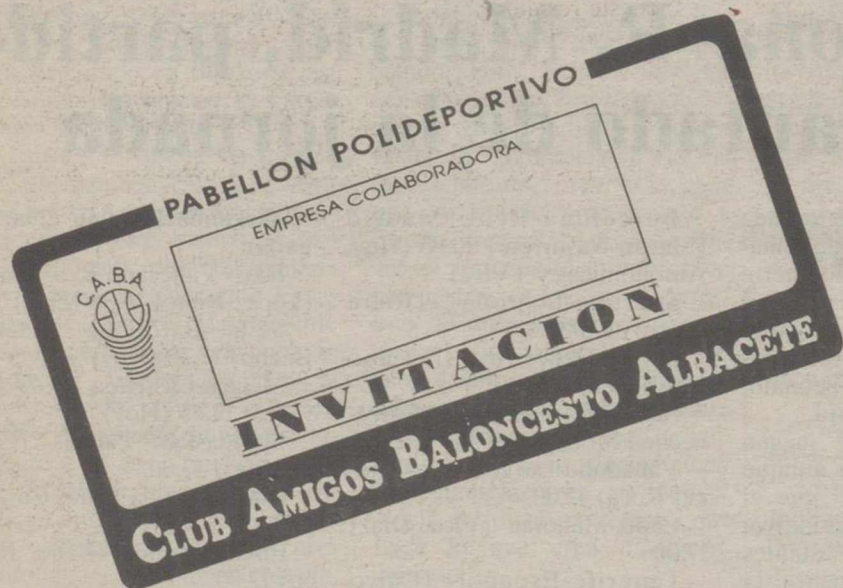 PABELLON POLIDEPORTIVO
EMPRESA COLABORADORA
C.A.B.A
INVITACION
CLUB AMIGOS BALONCESTO ALBACETE